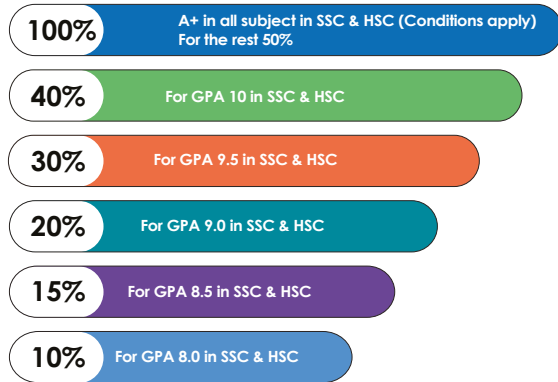 100%
A+ in all subject in SSC & HSC (Conditions apply)
For the rest 50%
40%
For GPA 10 in SSC & HSC
30%
For GPA 9.5 in SSC & HSC
20%
For GPA 9.0 in SSC & HSC
15%
For GPA 8.5 in SSC & HSC
10%
For GPA 8.0 in SSC & HSC